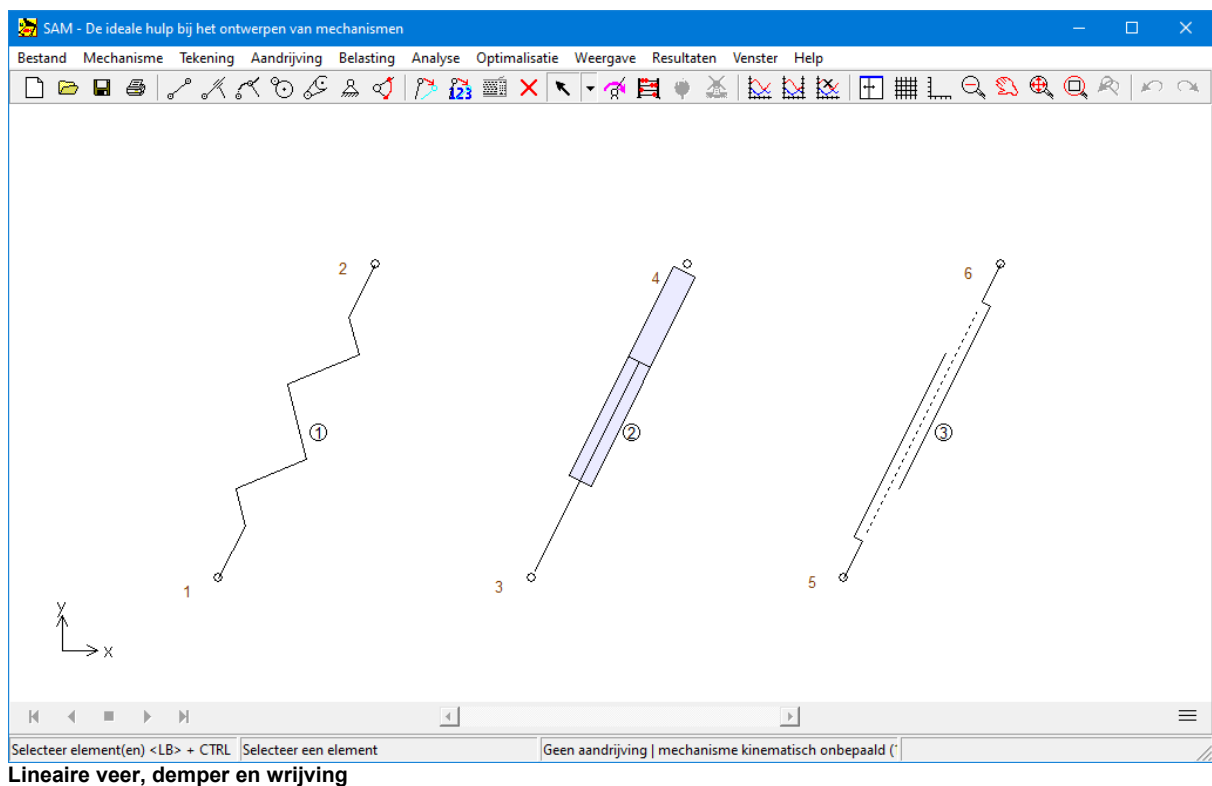 SAM - De ideale hulp bij het ontwerpen van mechanismen
Bestand Mechanisme Tekening Aandrijving Belasting Analyse Optimalisatie Weergave Resultaten Venster Help
123
2
4
6
1
2
3
1
3
5
y
x
Selecteer element(en) <LB> + CTRL
Selecteer een element
Geen aandrijving | mechanisme kinematisch onbepaald (
Lineaire veer, demper en wrijving